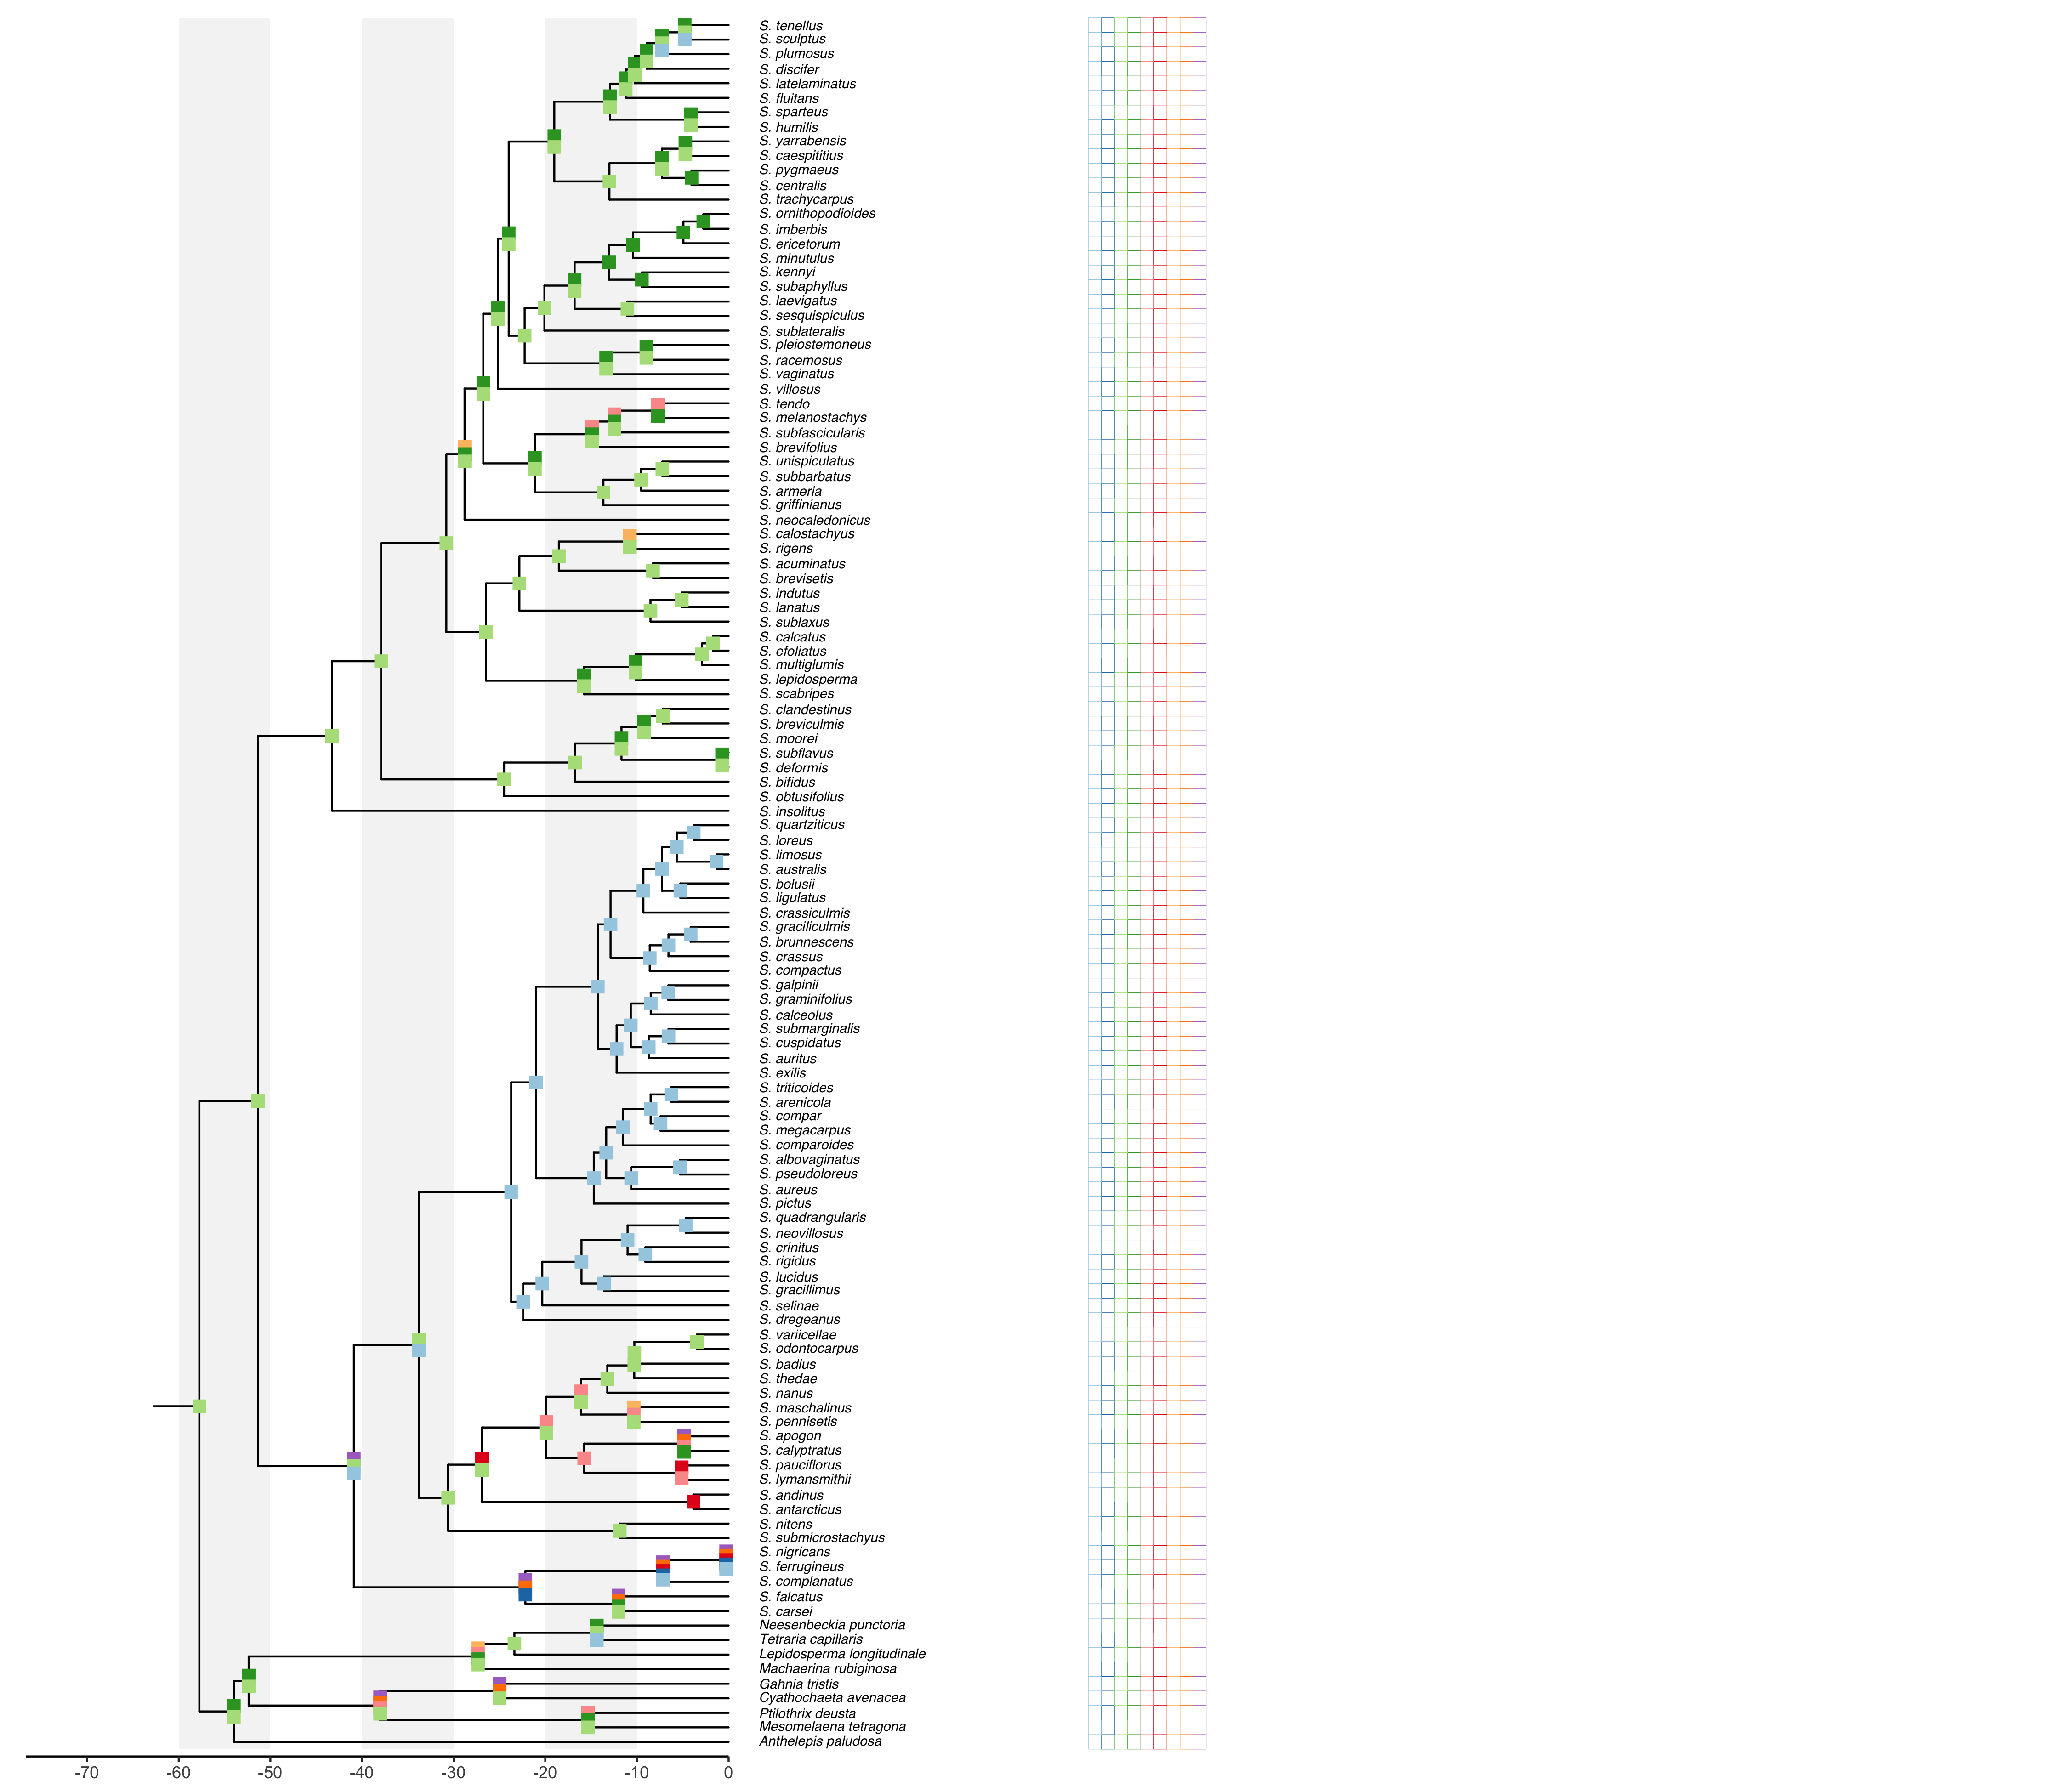 S. tenellus
S. sculptus
S. plumosus
S. discifer
S. latelaminatus
S. fluitans
S. sparteus
S. humilis
S. yarrabensis
S. caespititius
S. pygmaeus
S. centralis
S. trachycarpus
S. ornithopodioides
S. imberbis
S. ericetorum
S. minutulus
S. kennyi
S. subaphyllus
S. laevigatus
S. sesquispiculus
S. sublateralis
S. pleiostemoneus
S. racemosus
S. vaginatus
S. villosus
S. tendo
S. melanostachys
S. subfascicularis
S. brevifolius
S. unispiculatus
S. subbarbatus
S. armeria
S. griffinianus
S. neocaledonicus
S. calostachyus
S. rigens
S. acuminatus
S. brevisetis
S. indutus
S. lanatus
S. sublaxus
S. calcatus
S. efoliatus
S. multiglumis
S. lepidosperma
S. scabripes
S. clandestinus
S. breviculmis
S. moorei
S. subflavus
S. deformis
S. bifidus
S. obtusifolius
S. insolitus
S. quartziticus
S. loreus
S. limosus
S. australis
S. bolusii
S. ligulatus
S. crassiculmis
S. graciliculmis
S. brunnescens
S. crassus
S. compactus
S. galpinii
S. graminifolius
S. calceolus
S. submarginalis
S. cuspidatus
S. auritus
S. exilis
S. triticoides
S. arenicola
S. compar
S. megacarpus
S. comparoides
S. albovaginatus
S. pseudoloreus
S. aureus
S. pictus
S. quadrangularis
S. neovillosus
S. crinitus
S. rigidus
S. lucidus
S. gracillimus
S. selinae
S. dregeanus
S. variicellae
S. odontocarpus
S. badius
S. thedae
S. nanus
S. maschalinus
S. pennisetis
S. apogon
S. calyptratus
S. pauciflorus
S. lymansmithii
S. andinus
S. antarcticus
S. nitens
S. submicrostachyus
S. nigricans
S. ferrugineus
S. complanatus
S. falcatus
S. carsei
Neesenbeckia punctoria
Tetraria capillaris
Lepidosperma longitudinale
Machaerina rubiginosa
Gahnia tristis
Cyathochaeta avenacea
Ptilothrix deusta
Mesomelaena tetragona
Anthelepis paludosa
-70 -60 -50 -40 -30 -20 -10 0